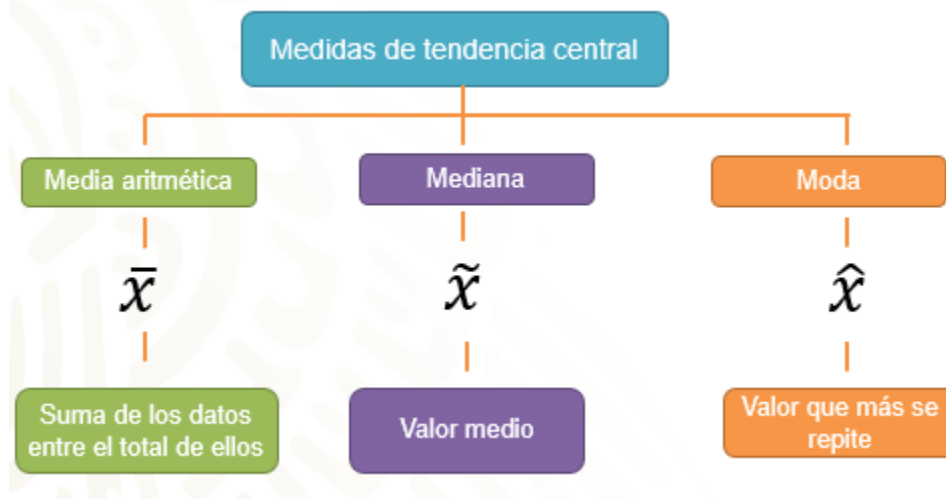 Medidas de tendencia central
Media aritmética
Mediana
Moda
x̄
x̃
x̂
Suma de los datos
entre el total de ellos
Valor medio
Valor que más se
repite